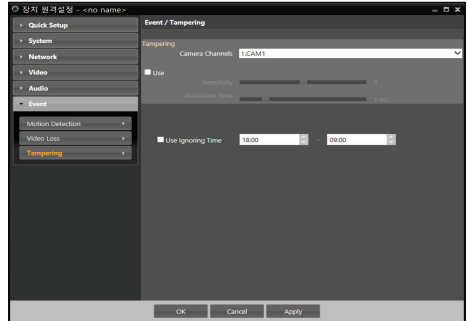 장치 원격설정 - <no name>
Quick Setup
System
Network
Video
Audio
Event
Motion Detection
Video Loss
Tampering
Event / Tampering
Tampering
Camera Channels 1.CAM1
Use
Sensitivity
Activation Time
Use Ignoring Time 18:00 ~ 09:00
OK Cancel Apply